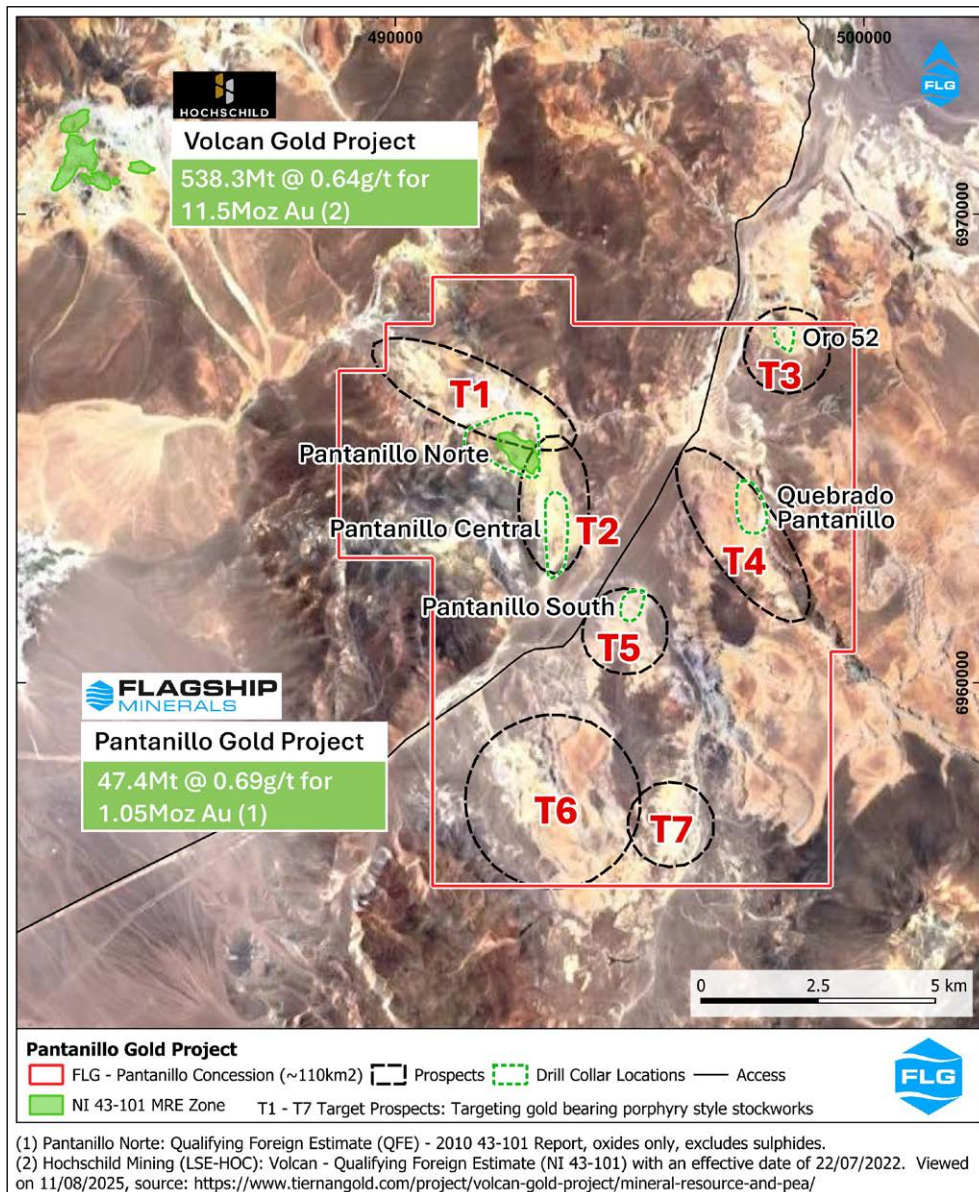 490000
500000
FLG
HOCHSCHILD
Volcan Gold Project
538.3Mt @ 0.64g/t for
11.5Moz Au (2)
6970000
Oro 52
T3
T1
Pantanillo Norte
Quebrado
Pantanillo
Pantanillo Central
T2
T4
Pantanillo South
T5
6960000
FLAGSHIP
MINERALS
Pantanillo Gold Project
47.4Mt @ 0.69g/t for
1.05Moz Au (1)
T6
T7
0 2.5 5 km
Pantanillo Gold Project
FLG - Pantanillo Concession (~110km2) Prospects Drill Collar Locations Access
NI 43-101 MRE Zone T1 - T7 Target Prospects: Targeting gold bearing porphyry style stockworks
FLG
(1) Pantanillo Norte: Qualifying Foreign Estimate (QFE) - 2010 43-101 Report, oxides only, excludes sulphides.
(2) Hochschild Mining (LSE-HOC): Volcan - Qualifying Foreign Estimate (NI 43-101) with an effective date of 22/07/2022. Viewed
on 11/08/2025, source: https://www.tiernangold.com/project/volcan-gold-project/mineral-resource-and-pea/